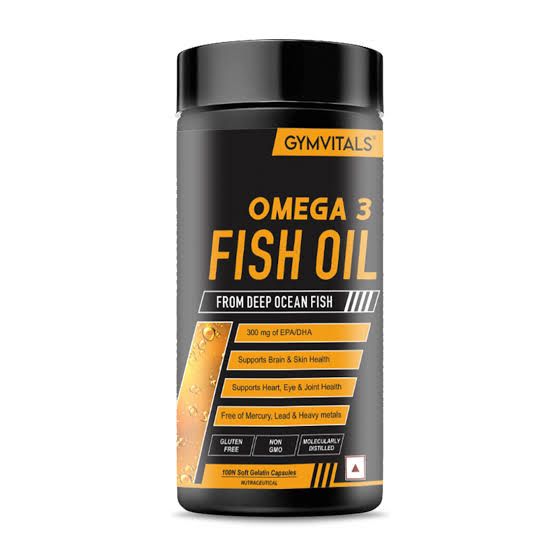 GYMVITALS
OMEGA 3
FISH OIL
FROM DEEP OCEAN FISH
300 mg of EPA/DHA
Supports Brain & Skin Health
Supports Heart, Eye & Joint Health
Free of Mercury, Lead & Heavy metals
GLUTEN FREE
NON GMO
MOLECULARLY DISTILLED
100N Soft Gelatin Capsules
NUTRACEUTICAL